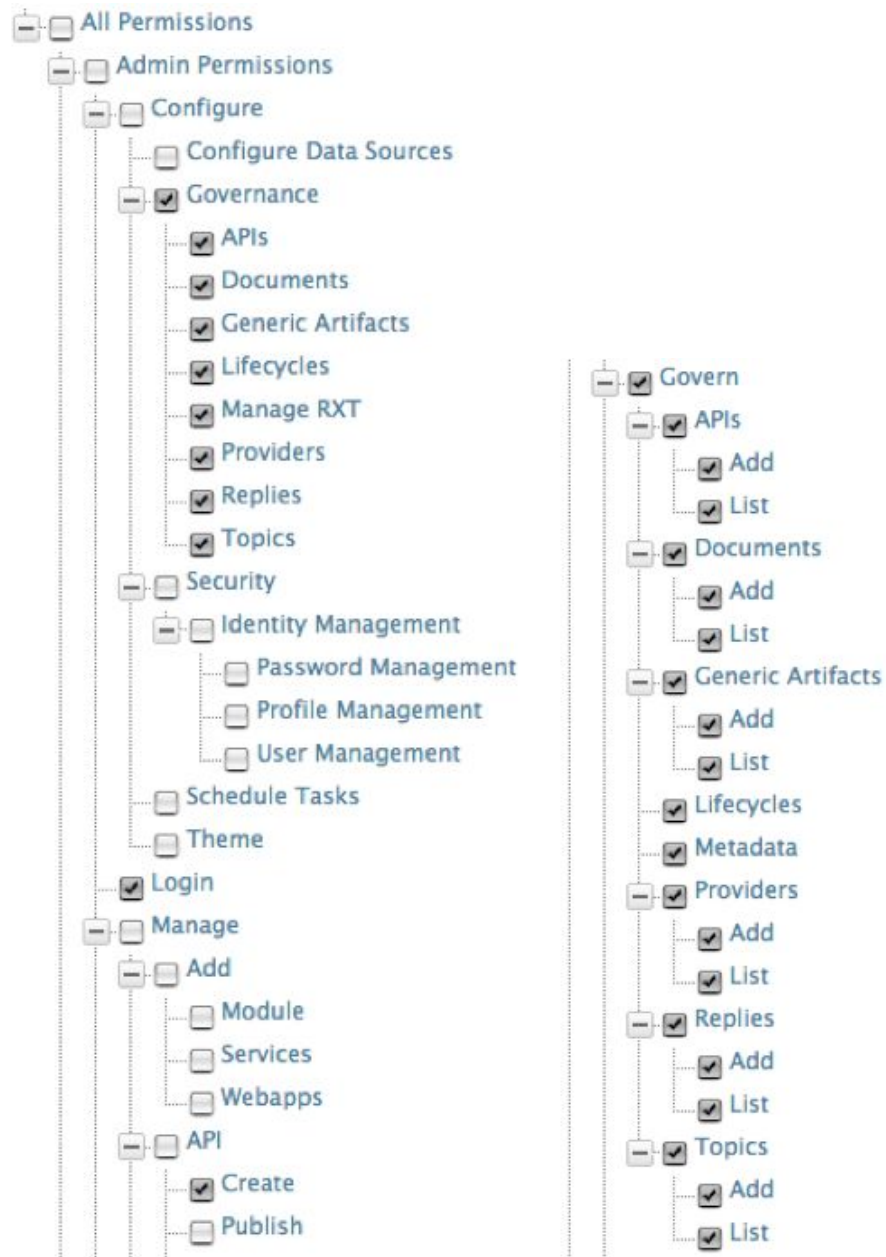 All Permissions
Admin Permissions
Configure
Configure Data Sources
Governance
APIs
Documents
Generic Artifacts
Lifecycles
Manage RXT
Providers
Replies
Topics
Security
Identity Management
Password Management
Profile Management
User Management
Schedule Tasks
Theme
Login
Manage
Add
Module
Services
Webapps
API
Create
Publish
Govern
APIs
Add
List
Documents
Add
List
Generic Artifacts
Add
List
Lifecycles
Metadata
Providers
Add
List
Replies
Add
List
Topics
Add
List